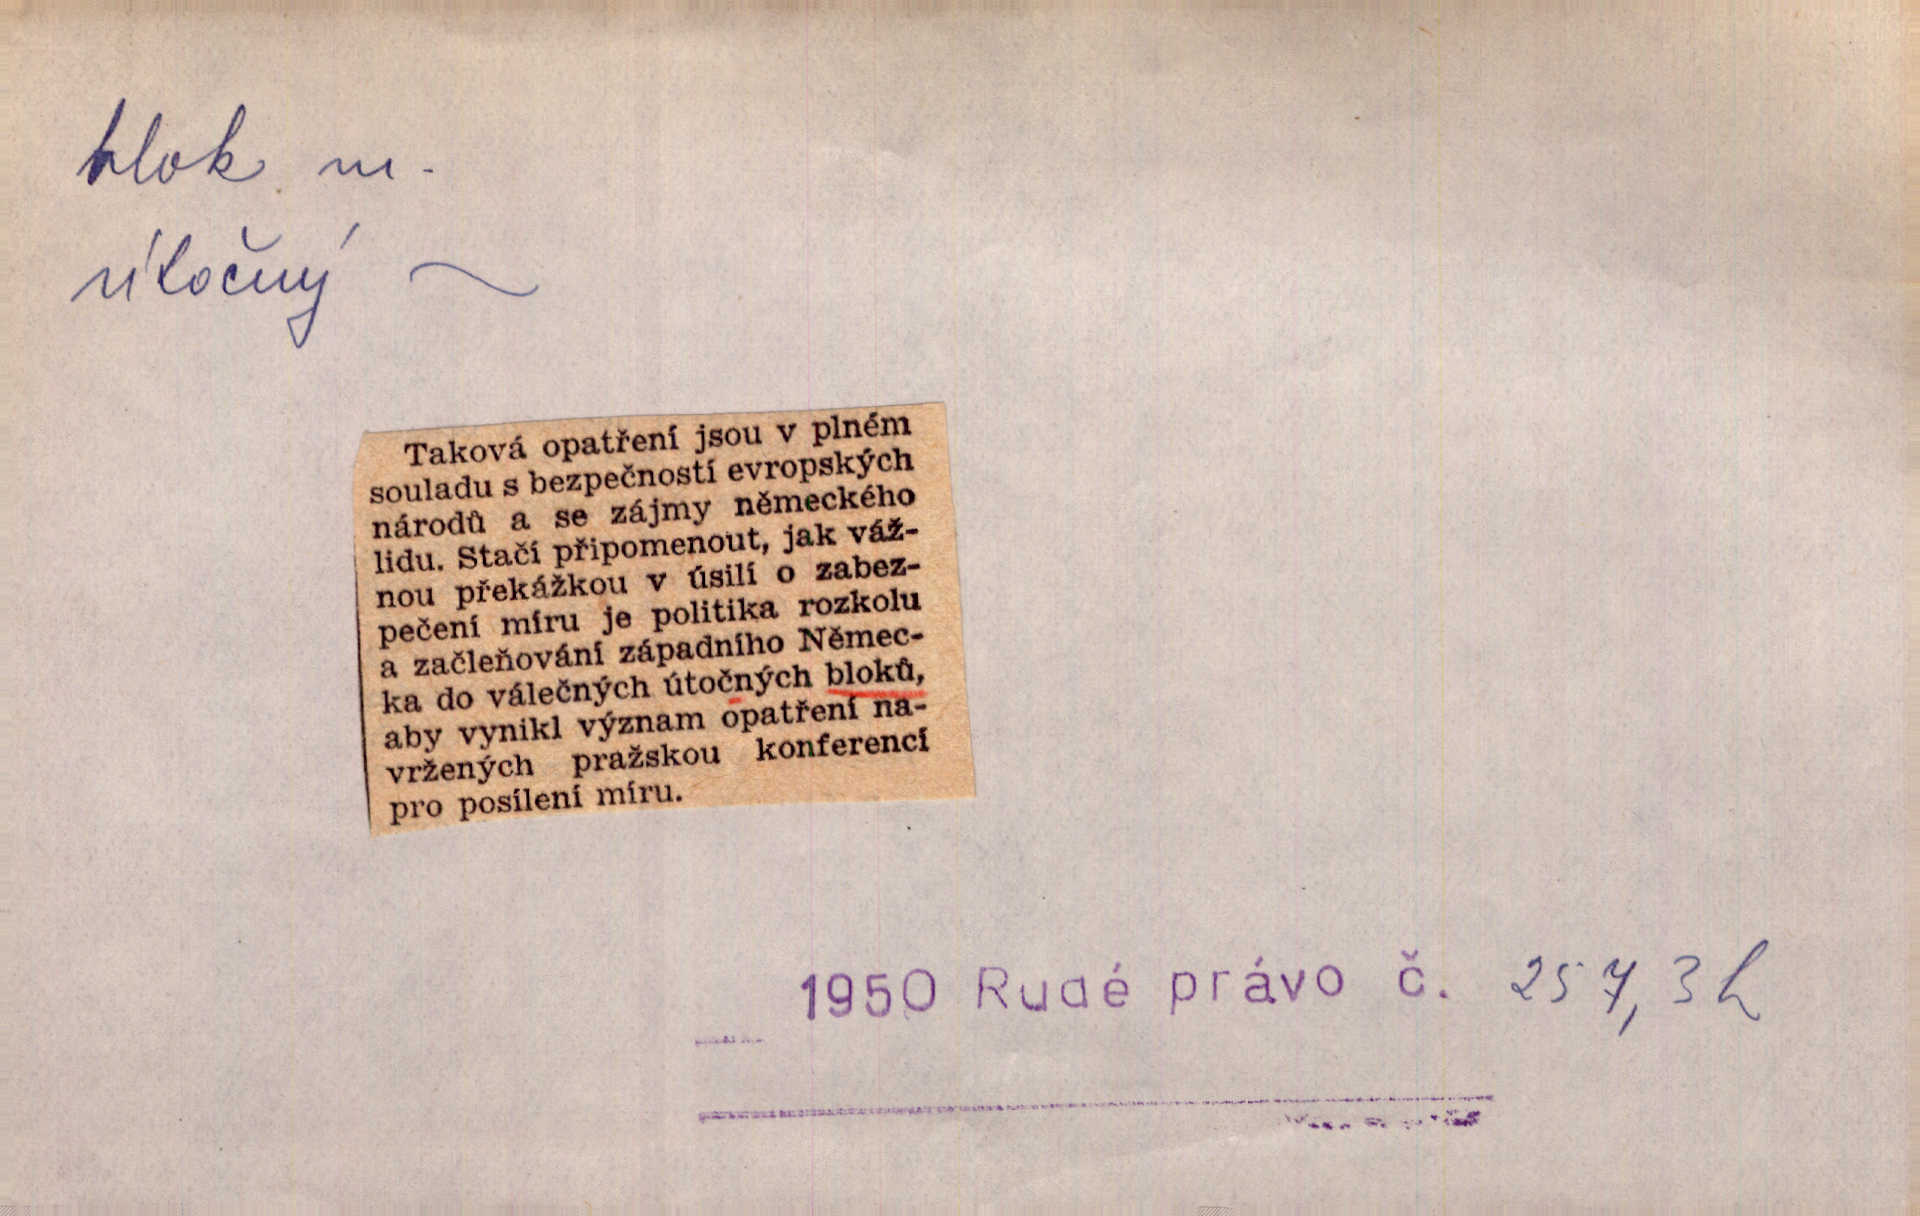 blok m.
útočný ~
Taková opatření jsou v plném
souladu s bezpečností evropských
národů a se zájmy německého
lidu. Stačí připomenout, jak váž-
nou překážkou v úsilí o zabez-
pečení míru je politika rozkolu
a začleňování západního Němec-
ka do válečných útočných bloků,
aby vynikl význam opatření na-
vržených pražskou konferencí
pro posílení míru.
1950 Rudé právo č. 257, 3 h